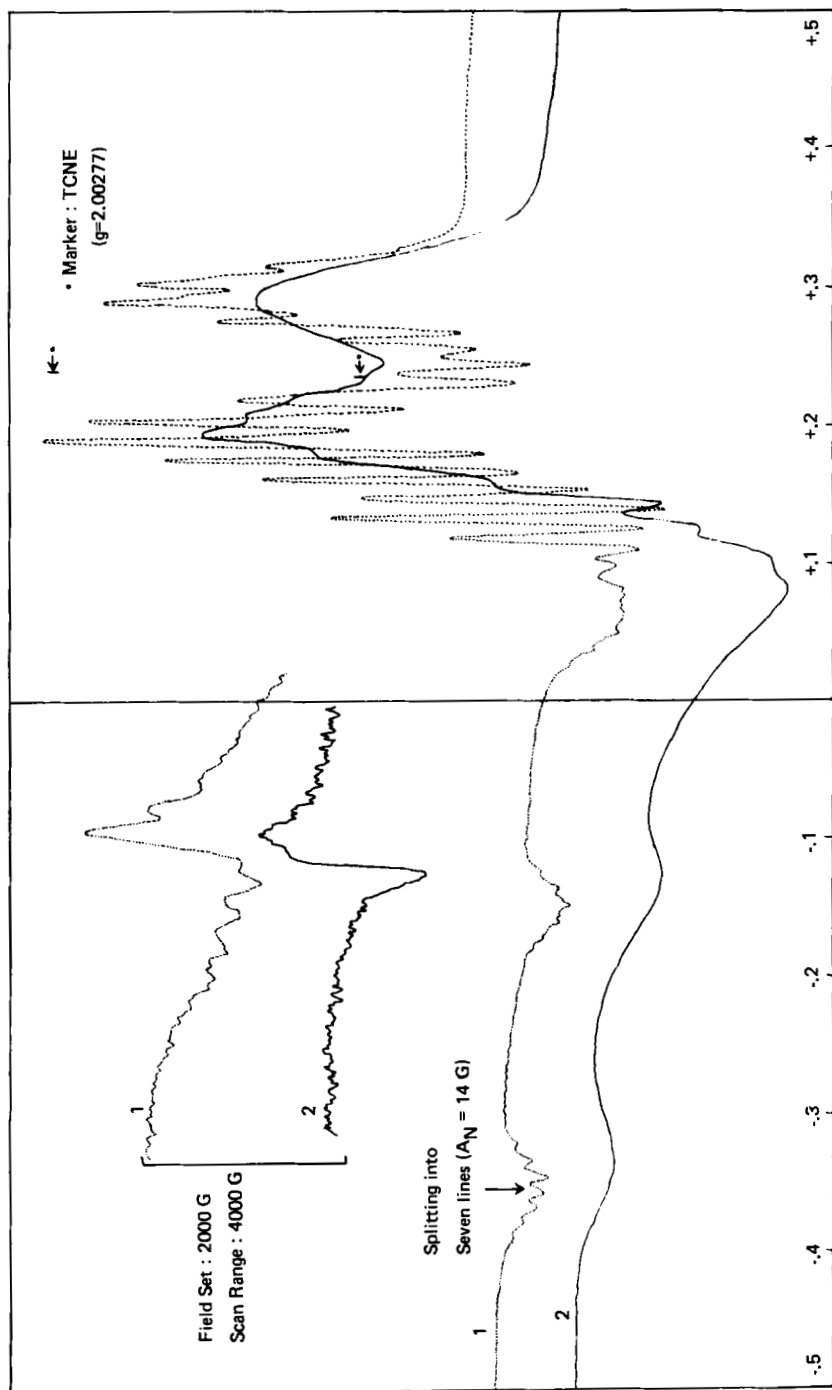 Field Set : 2000 G
Scan Range : 4000 G
1
2
Splitting into
Seven lines (A_N = 14 G)
1
2
• Marker : TCNE
(g=2.00277)
-.5
-.4
-.3
-.2
-.1
+.1
+.2
+.3
+.4
+.5